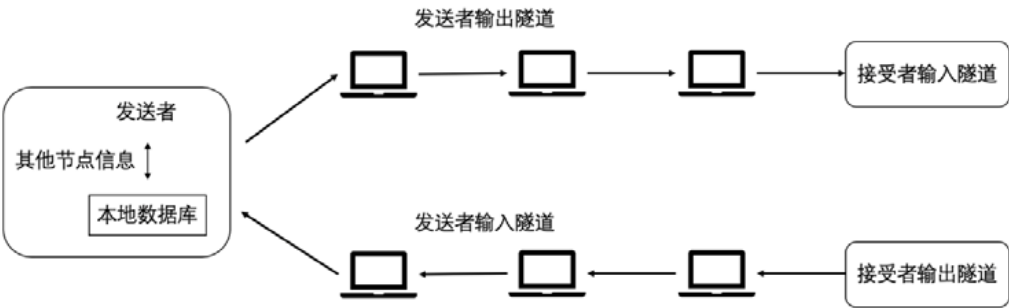 发送者输出隧道
接受者输入隧道
发送者
其他节点信息
本地数据库
发送者输入隧道
接受者输出隧道